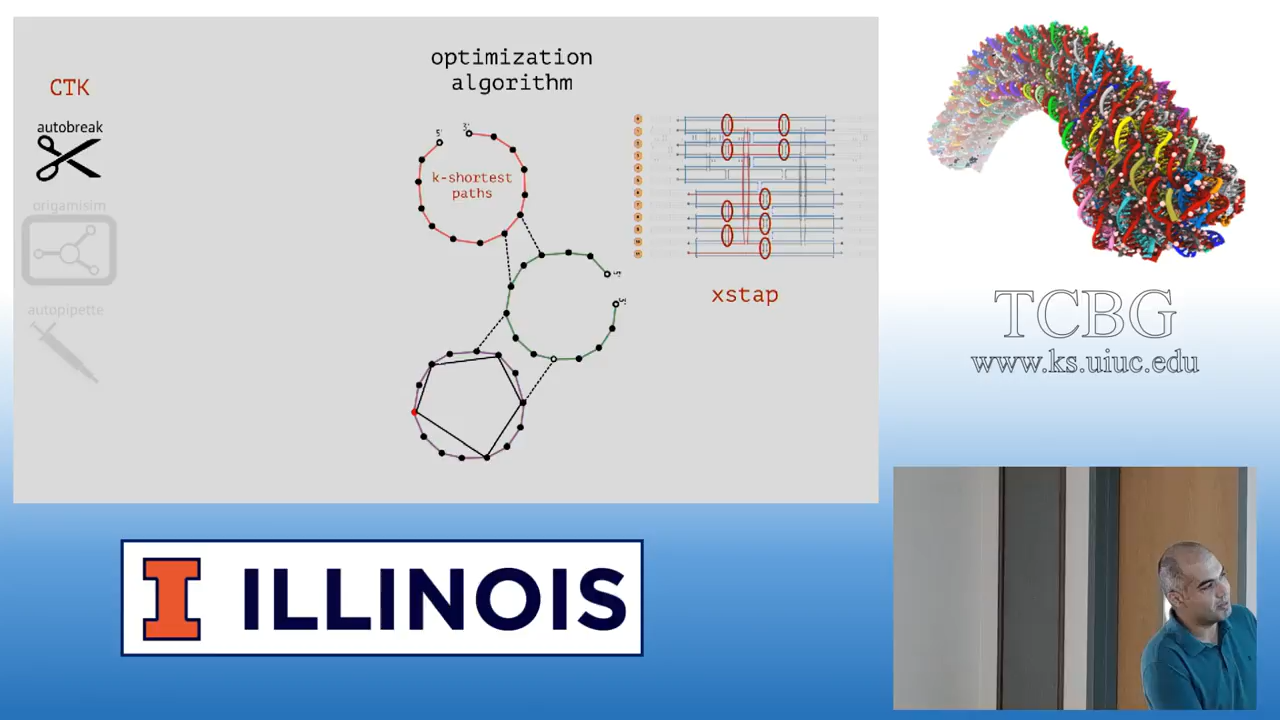 optimization
algorithm
CTK
autobreak
origamisim
autopipette
5'
3'
k-shortest
paths
xstap
TCBG
www.ks.uiuc.edu
I ILLINOIS